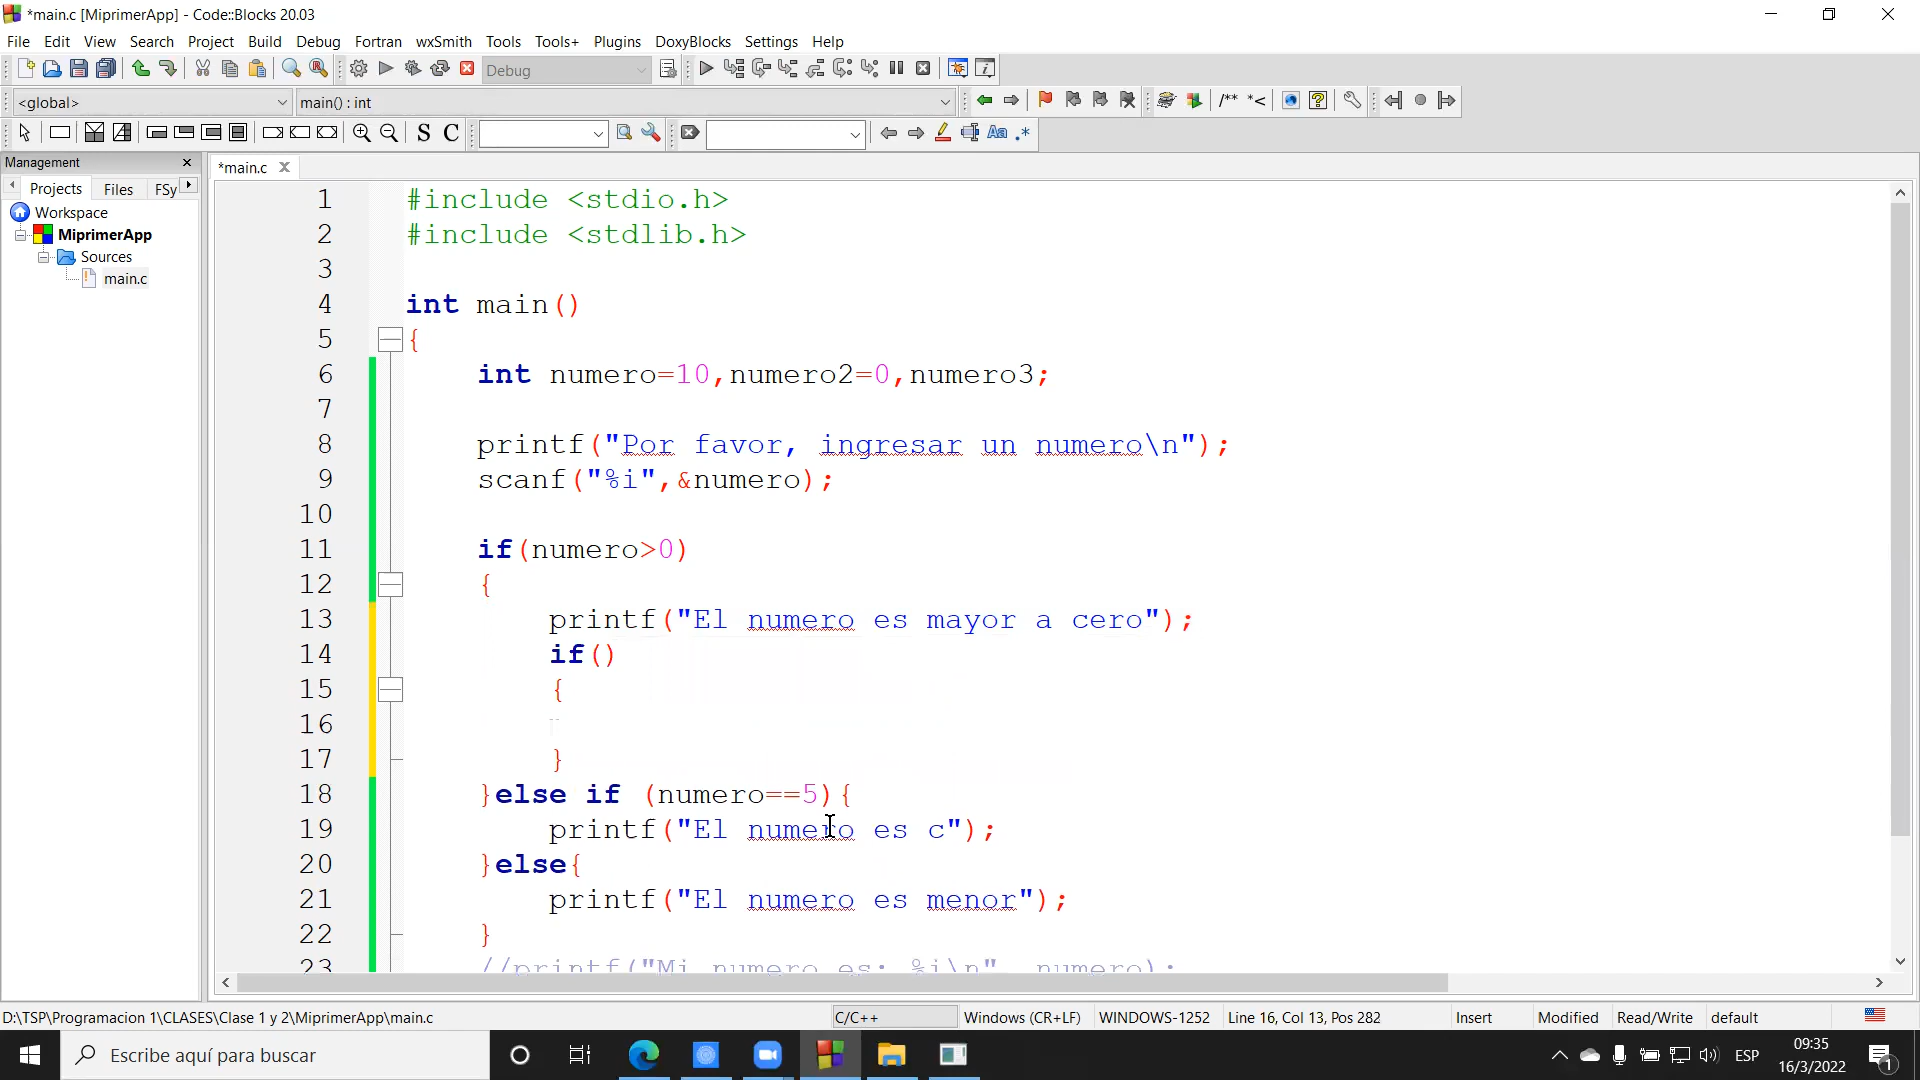 *main.c [MiprimerApp] - Code::Blocks 20.03
File Edit View Search Project Build Debug Fortran wxSmith Tools Tools+ Plugins DoxyBlocks Settings Help
Debug
<global> main() : int
/** *<
S C Aa .*
Management
*main.c
Projects Files FSy
Workspace
MiprimerApp
Sources
main.c
1 #include <stdio.h>
2 #include <stdlib.h>
3
4 int main()
5 {
6 int numero=10,numero2=0,numero3;
7
8 printf("Por favor, ingresar un numero\n");
9 scanf("%i",&numero);
10
11 if(numero>0)
12 {
13 printf("El numero es mayor a cero");
14 if()
15 {
16
17 }
18 }else if (numero==5){
19 printf("El numero es c");
20 }else{
21 printf("El numero es menor");
22 }
23 //printf("Mi numero es: %i\n", numero);
D:\TSP\Programacion 1\CLASES\Clase 1 y 2\MiprimerApp\main.c C/C++ Windows (CR+LF) WINDOWS-1252 Line 16, Col 13, Pos 282 Insert Modified Read/Write default
Escribe aquí para buscar
ESP
09:35
16/3/2022
1